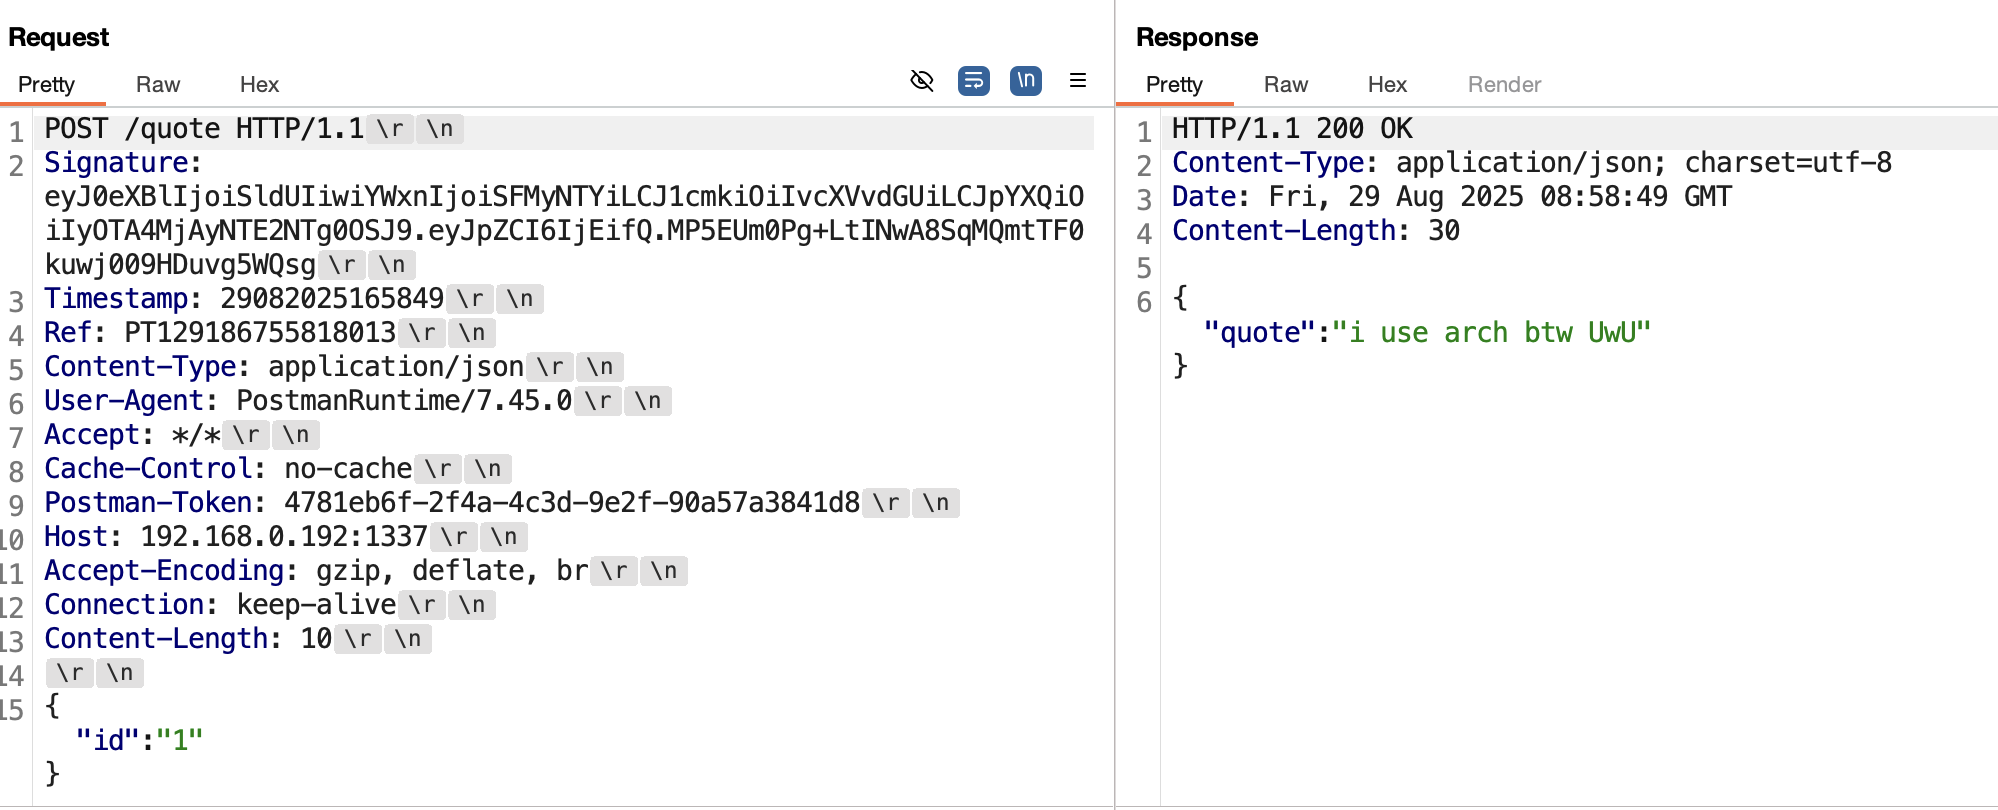 Request
Pretty Raw Hex \n
1 POST /quote HTTP/1.1 \r \n
2 Signature:
eyJ0eXBlIjoiSldUIiwiYWxnIjoiSFMyNTYiLCJ1cmkiOiIvcXVvdGUiLCJpYXQiO
iIyOTA4MjAyNTE2NTg0OSJ9.eyJpZCI6IjEifQ.MP5EUm0Pg+LtINwA8SqMQmtTF0
kuwj009HDuvg5WQsg \r \n
3 Timestamp: 29082025165849 \r \n
4 Ref: PT129186755818013 \r \n
5 Content-Type: application/json \r \n
6 User-Agent: PostmanRuntime/7.45.0 \r \n
7 Accept: */* \r \n
8 Cache-Control: no-cache \r \n
9 Postman-Token: 4781eb6f-2f4a-4c3d-9e2f-90a57a3841d8 \r \n
10 Host: 192.168.0.192:1337 \r \n
11 Accept-Encoding: gzip, deflate, br \r \n
12 Connection: keep-alive \r \n
13 Content-Length: 10 \r \n
14 \r \n
15 {
"id":"1"
}
Response
Pretty Raw Hex Render
1 HTTP/1.1 200 OK
2 Content-Type: application/json; charset=utf-8
3 Date: Fri, 29 Aug 2025 08:58:49 GMT
4 Content-Length: 30
5
6 {
"quote":"i use arch btw UwU"
}